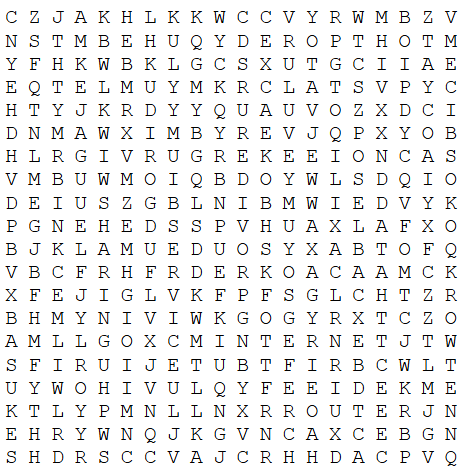 C Z J A K H L K K W C C V Y R W M B Z V
N S T M B E H U Q Y D E R O P T H O T M
Y F H K W B K L G C S X U T G C I I A E
E Q T E L M U Y M K R C L A T S V P Y C
H T Y J K R D Y Y Q U A U V O Z X D C I
D N M A W X I M B Y R E V J Q P X Y O B
H L R G I V R U G R E K E E I O N C A S
V M B U W M O I Q B D O Y W L S D Q I O
D E I U S Z G B L N I B M W I E D V Y K
P G N E H E D S S P V H U A X L A F X O
B J K L A M U E D U O S Y X A B T O F Q
V B C F R H F R D E R K O A C A A M C K
X F E J I G L V K F P F S G L C H T Z R
B H M Y N I V I W K G O G Y R X T C Z O
A M L L G O X C M I N T E R N E T J T W
S F I R U I J E T U B T F I R B C W L T
U Y W O H I V U L Q Y F E E I D E K M E
K T L Y P M N L L N X R R O U T E R J N
E H R Y W N Q J K G V N C A X C E B G N
S H D R S C C V A J C R H H D A C P V Q